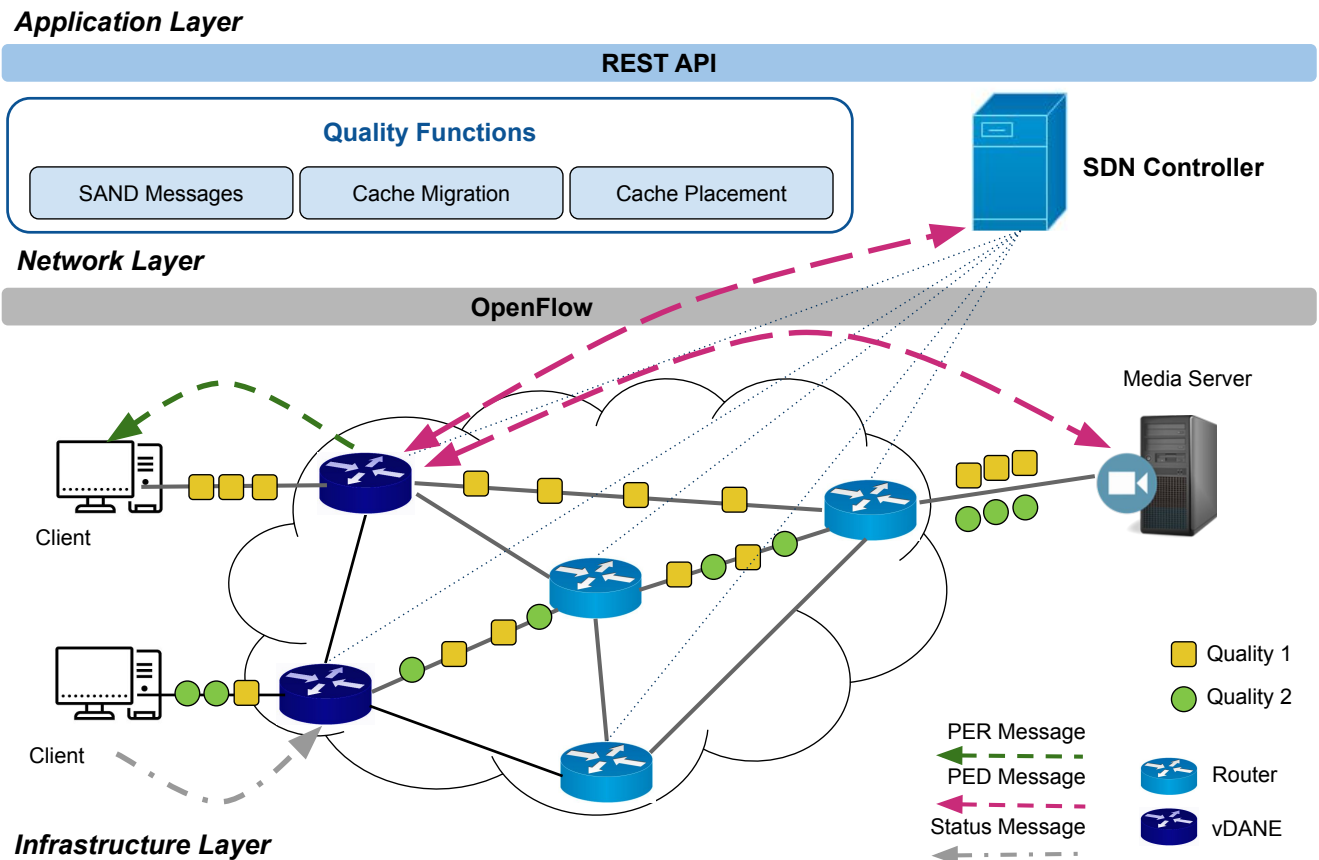 Application Layer
REST API
Quality Functions
SAND Messages
Cache Migration
Cache Placement
SDN Controller
Network Layer
OpenFlow
Media Server
Client
Client
Quality 1
Quality 2
PER Message
PED Message
Status Message
Router
vDANE
Infrastructure Layer